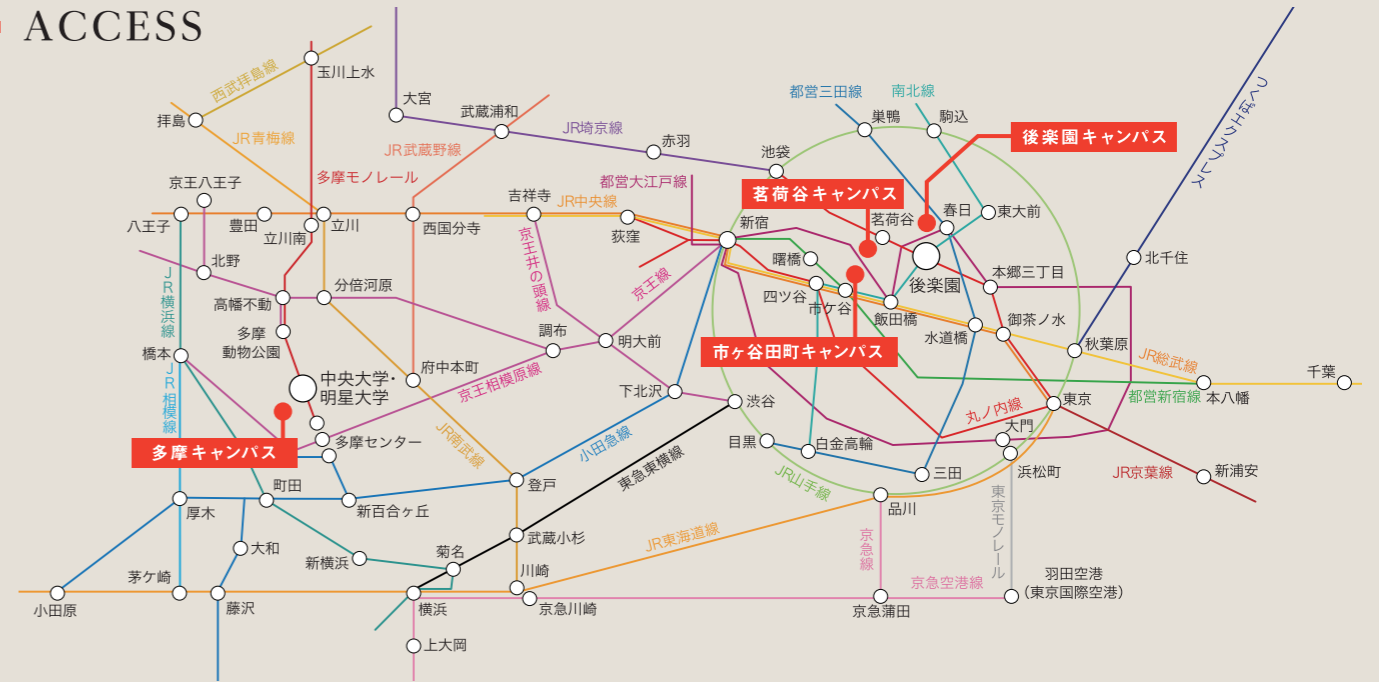 ACCESS
西武拝島線
玉川上水
拝島
JR青梅線
大宮
武蔵浦和
JR埼京線
赤羽
池袋
都営三田線
南北線
巣鴨
駒込
後楽園キャンパス
つくばエクスプレス
JR武蔵野線
多摩モノレール
京王八王子
八王子
豊田
立川南
立川
西国分寺
吉祥寺
JR中央線
荻窪
都営大江戸線
新宿
茗荷谷キャンパス
茗荷谷
春日
東大前
北千住
後楽園
本郷三丁目
曙橋
四ツ谷
市ケ谷
飯田橋
水道橋
御茶ノ水
秋葉原
JR総武線
千葉
都営新宿線
本八幡
市ヶ谷田町キャンパス
京王井の頭線
京王線
北野
高幡不動
分倍河原
JR横浜線
多摩
動物公園
橋本
調布
明大前
府中本町
京王相模原線
下北沢
渋谷
中央大学・
明星大学
JR相模線
多摩キャンパス
多摩センター
JR南武線
小田急線
東急東横線
丸ノ内線
東京
大門
目黒
白金高輪
三田
浜松町
JR山手線
JR京葉線
新浦安
町田
厚木
新百合ヶ丘
登戸
品川
大和
新横浜
菊名
武蔵小杉
JR東海道線
京急線
東京モノレール
茅ケ崎
小田原
藤沢
横浜
川崎
京急川崎
京急空港線
京急蒲田
羽田空港
（東京国際空港）
上大岡